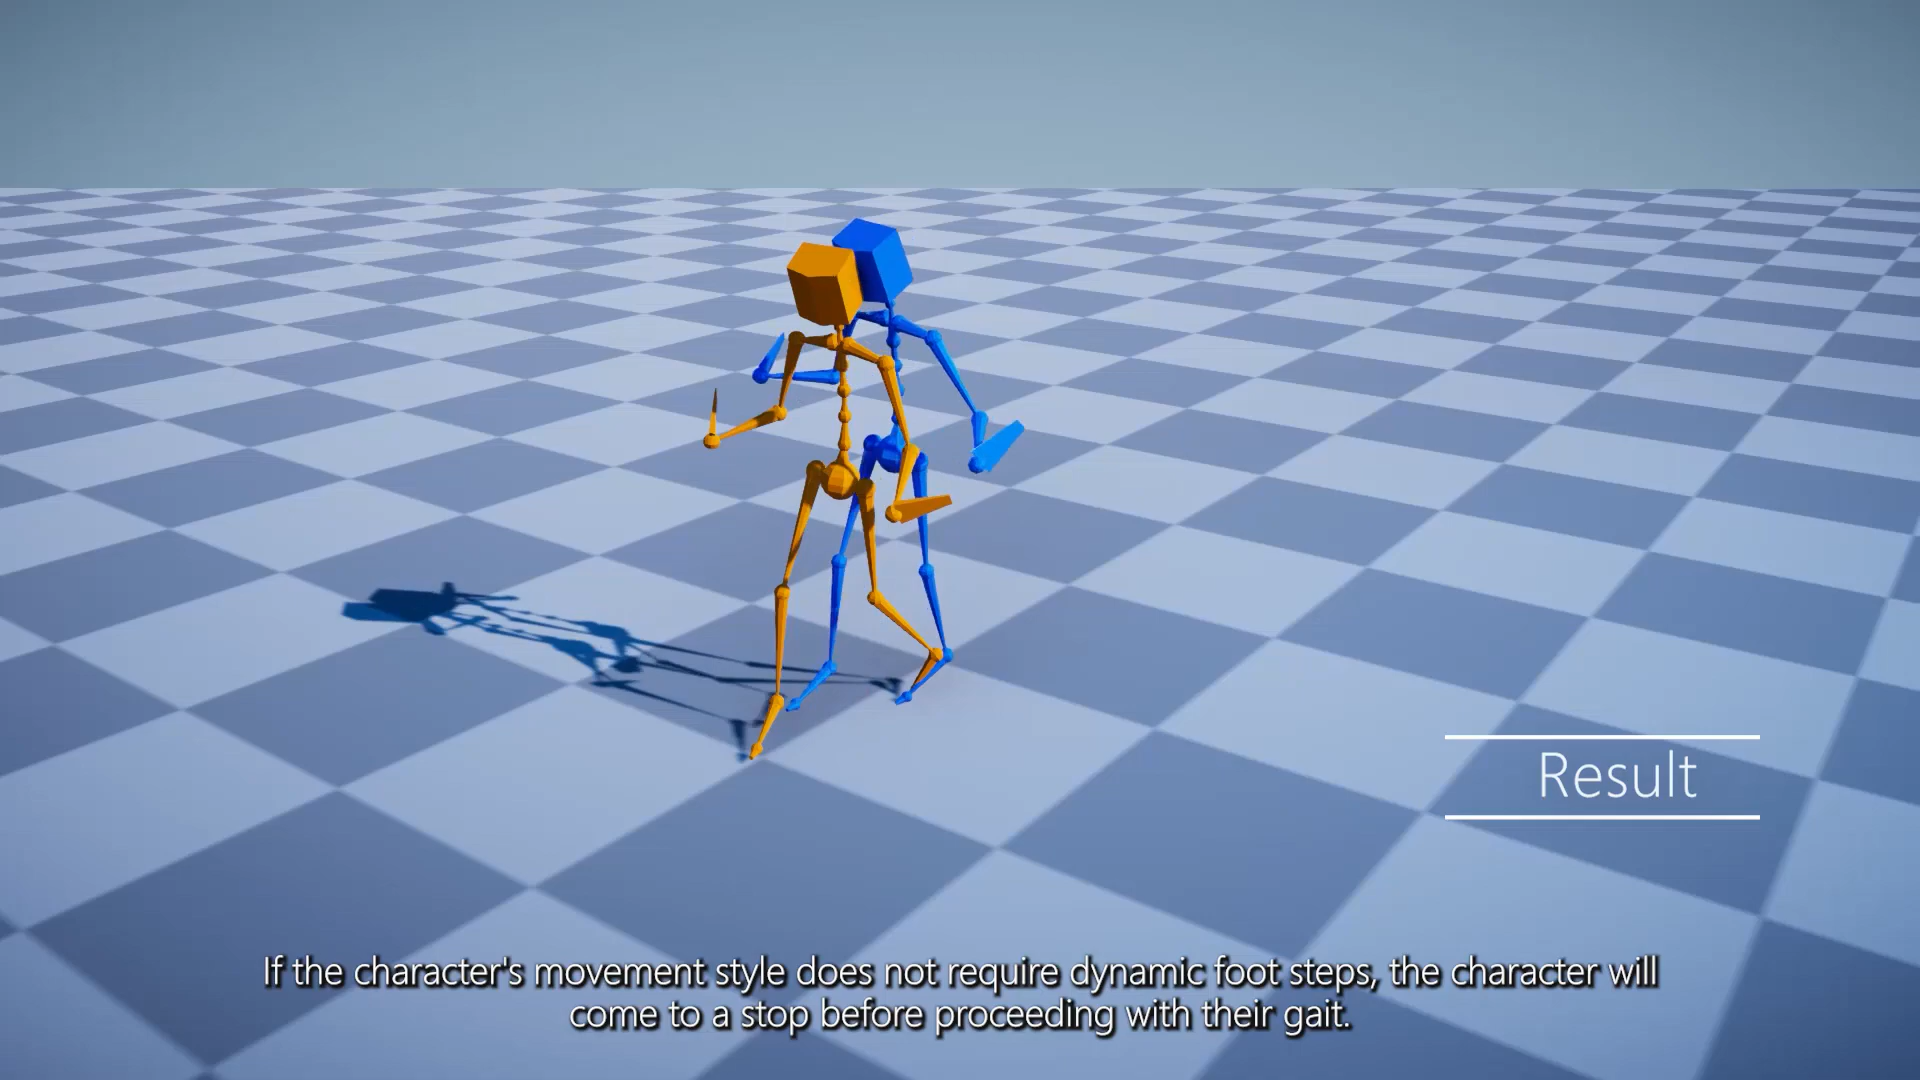 Result
If the character's movement style does not require dynamic foot steps, the character will
come to a stop before proceeding with their gait.